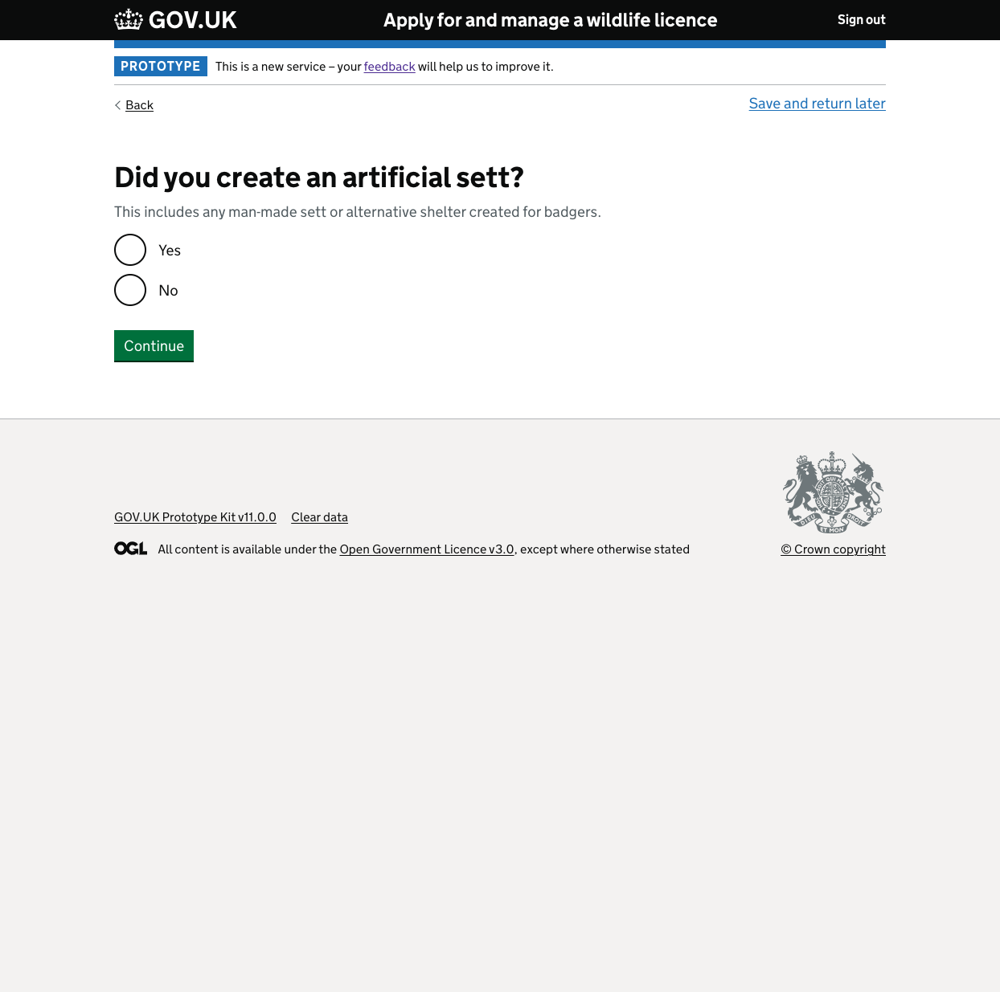 GOV.UK
Apply for and manage a wildlife licence
Sign out
PROTOTYPE
This is a new service – your feedback will help us to improve it.
Back
Save and return later
Did you create an artificial sett?
This includes any man-made sett or alternative shelter created for badgers.
Yes
No
Continue
GOV.UK Prototype Kit v11.0.0
Clear data
OGL
All content is available under the Open Government Licence v3.0, except where otherwise stated
DIEU ET MON DROIT
© Crown copyright